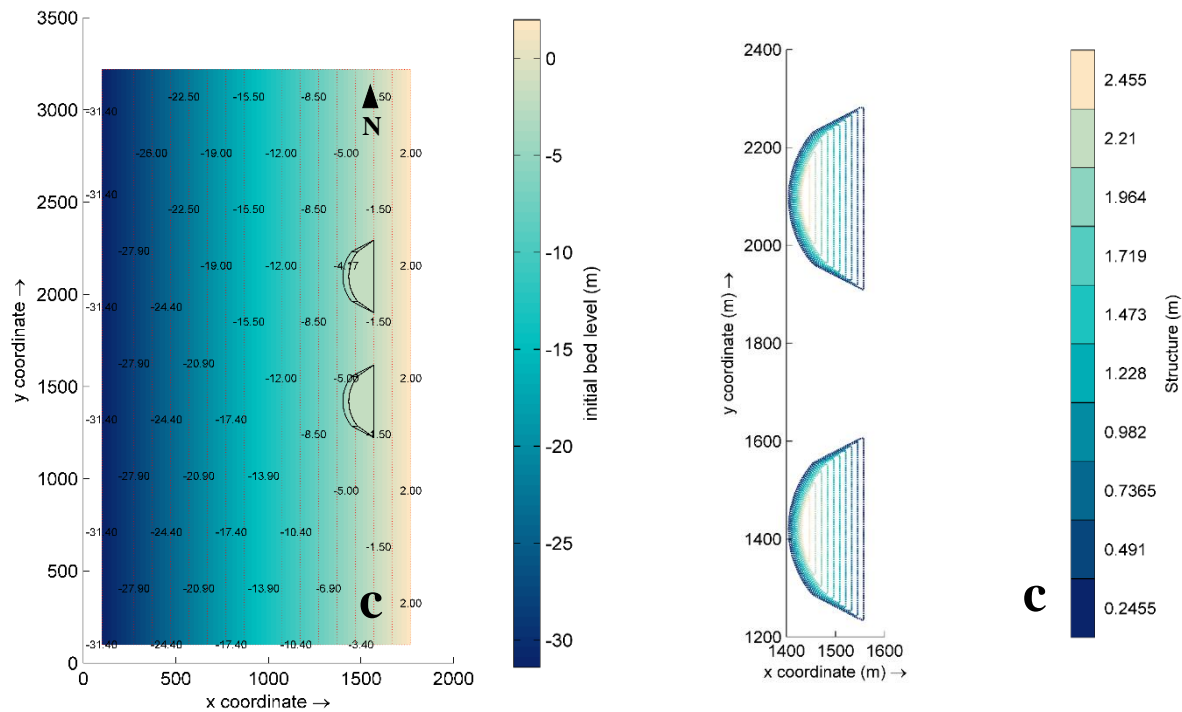 3500
3000
2500
2000
1500
1000
500
0
y coordinate →
0 500 1000 1500 2000
x coordinate →
-22.50 -15.50 -8.50 .50
-31.40
N
-26.00 -19.00 -12.00 -5.00 2.00
-31.40
-22.50 -15.50 -8.50 -1.50
-27.90
-19.00 -12.00 -4.77 2.00
-31.40 -24.40
-15.50 -8.50 -1.50
-27.90 -20.90
-12.00 -5.00 2.00
-31.40 -24.40 -17.40
-8.50 -1.50
-27.90 -20.90 -13.90
-5.00 2.00
-31.40 -24.40 -17.40 -10.40
-1.50
-27.90 -20.90 -13.90 -6.90
2.00
-31.40 -24.40 -17.40 -10.40 -3.40
c
0
-5
-10
-15
-20
-25
-30
initial bed level (m)
2400
2200
2000
1800
1600
1400
1200
y coordinate (m) →
1400 1500 1600
x coordinate (m) →
c
2.455
2.21
1.964
1.719
1.473
1.228
0.982
0.7365
0.491
0.2455
Structure (m)